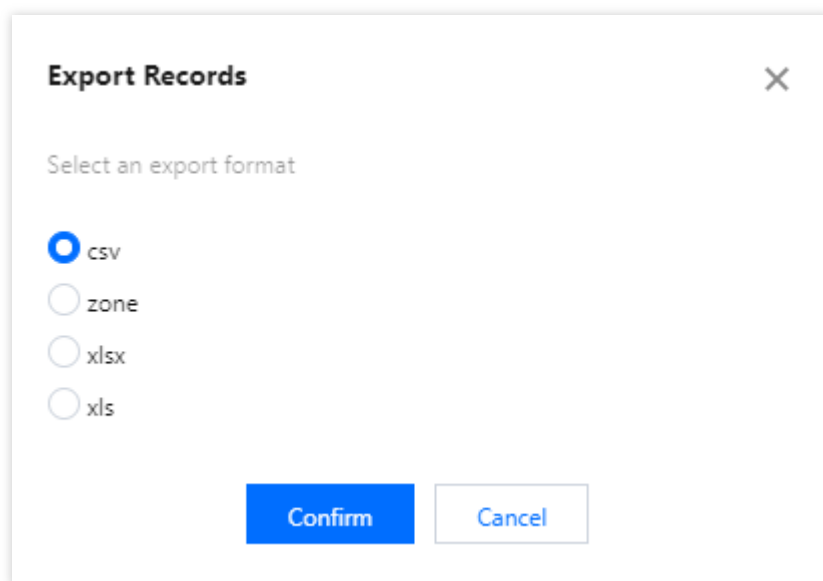 Export Records
Select an export format
csv
zone
xlsx
xls
Confirm
Cancel